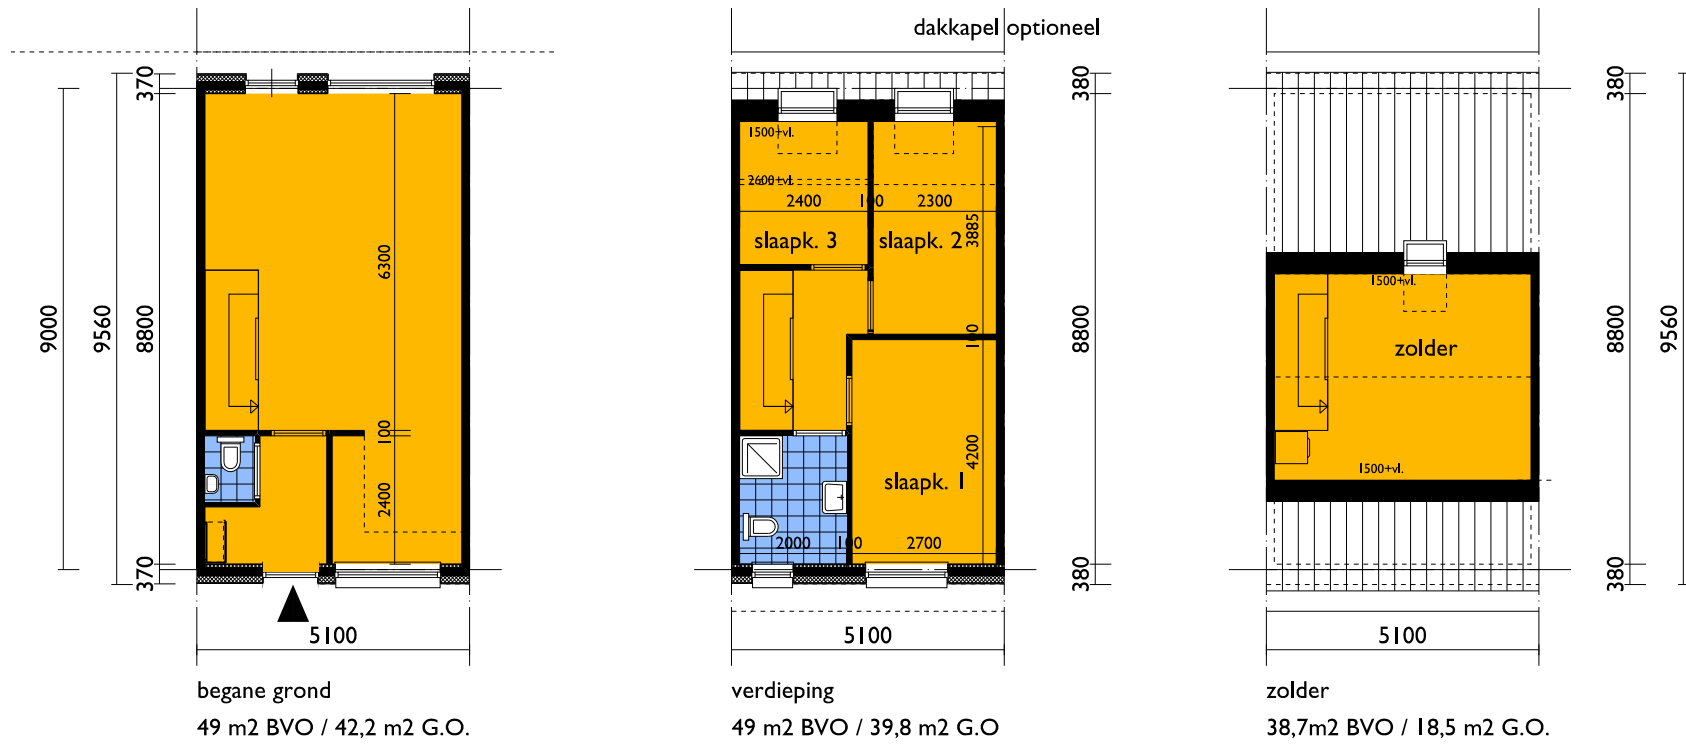 dakkapel optioneel
370
9000
9560
8800
370
6300
100
2400
5100
begane grond
49 m2 BVO / 42,2 m2 G.O.
1500+vl.
2600+vl.
2400
100
2300
slaapk. 3
slaapk. 2
3885
100
4200
slaapk. 1
2000
100
2700
380
8800
380
5100
verdieping
49 m2 BVO / 39,8 m2 G.O
1500+vl.
zolder
1500+vl.
380
8800
9560
380
5100
zolder
38,7m2 BVO / 18,5 m2 G.O.